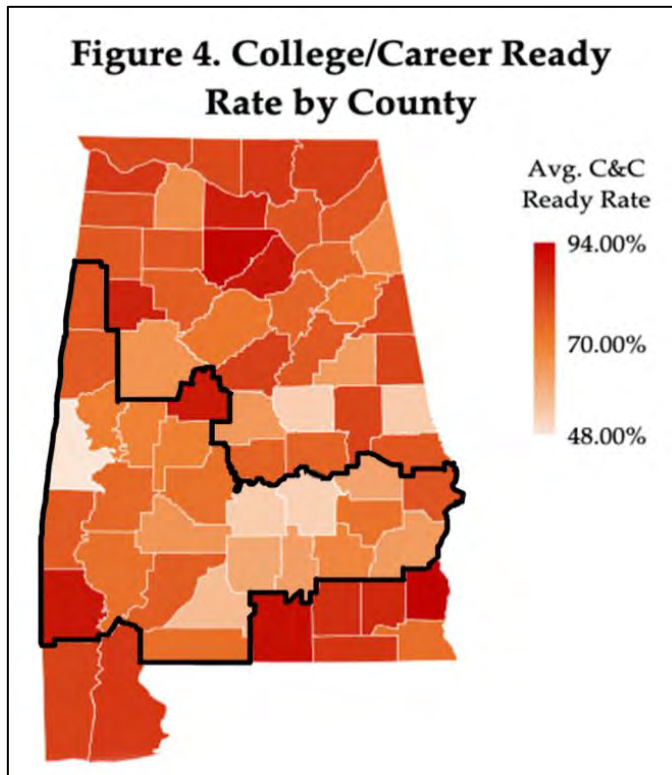 Figure 4. College/Career Ready
Rate by County
Avg. C&C
Ready Rate
94.00%
70.00%
48.00%